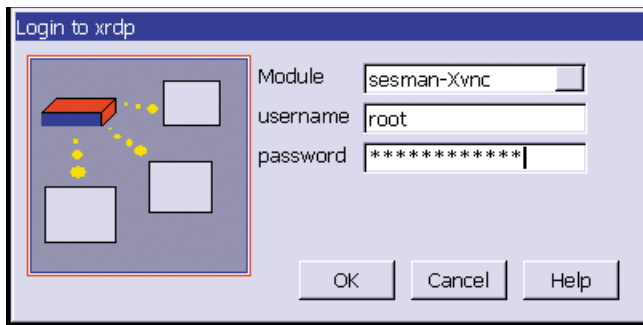 Login to xrdp
Module sesman-Xvnc
username root
password ************
OK Cancel Help